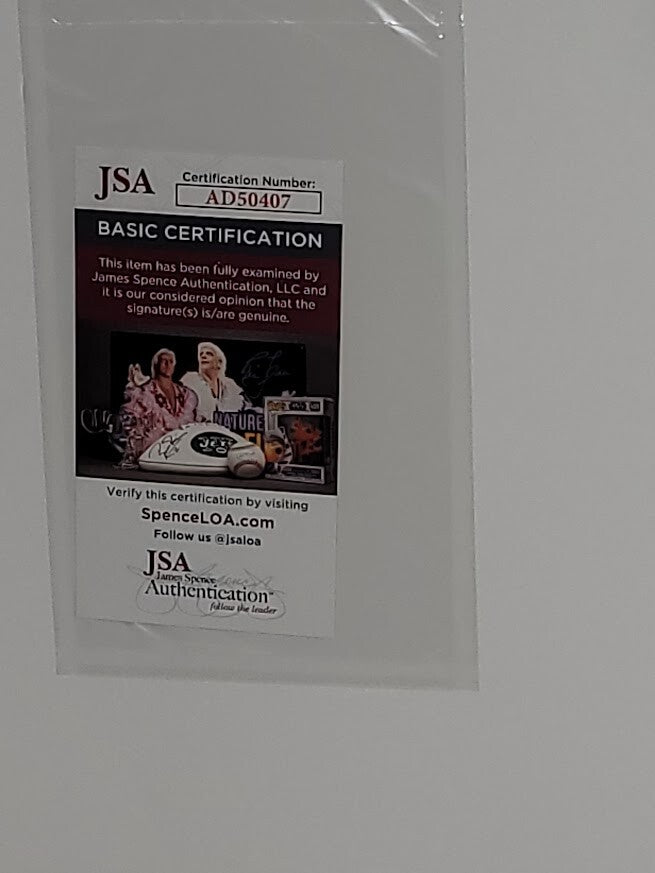 JSA
Certification Number:
AD50407
BASIC CERTIFICATION
This item has been fully examined by
James Spence Authentication, LLC and
it is our considered opinion that the
signature(s) is/are genuine.
NATURE
JETS
Verify this certification by visiting
SpenceLOA.com
Follow us @jsaloa
JSA
James Spence
Authentication™
follow the leader